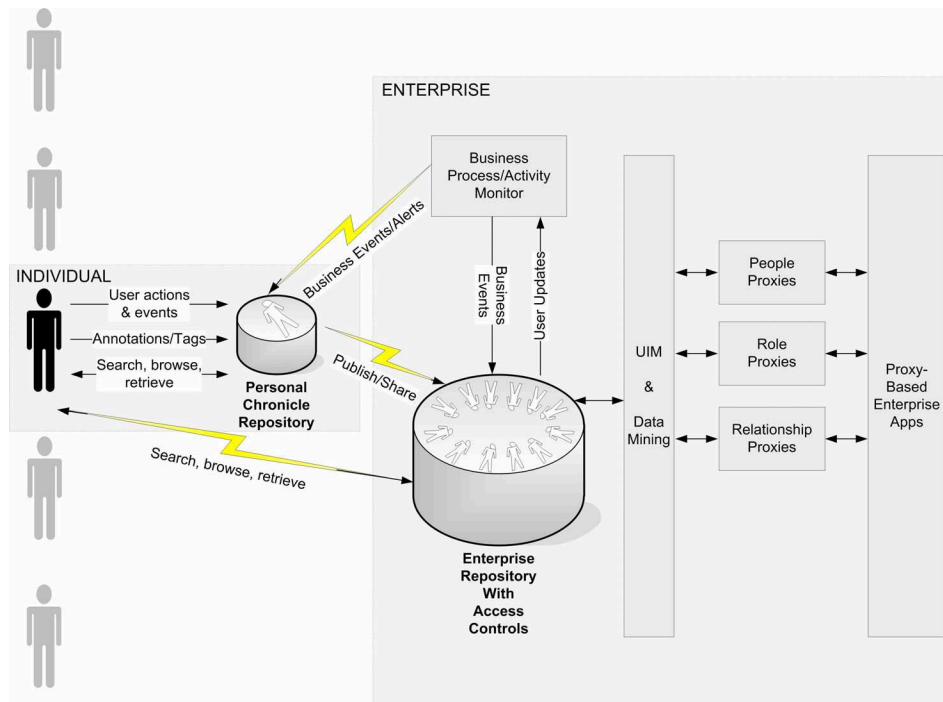 ENTERPRISE
Business
Process/Activity
Monitor
Business Events/Alerts
Business
Events
User Updates
INDIVIDUAL
User actions
& events
Annotations/Tags
Search, browse,
retrieve
Personal
Chronicle
Repository
Publish/Share
Search, browse, retrieve
Enterprise
Repository
With
Access
Controls
UIM
&
Data
Mining
People
Proxies
Role
Proxies
Relationship
Proxies
Proxy-
Based
Enterprise
Apps